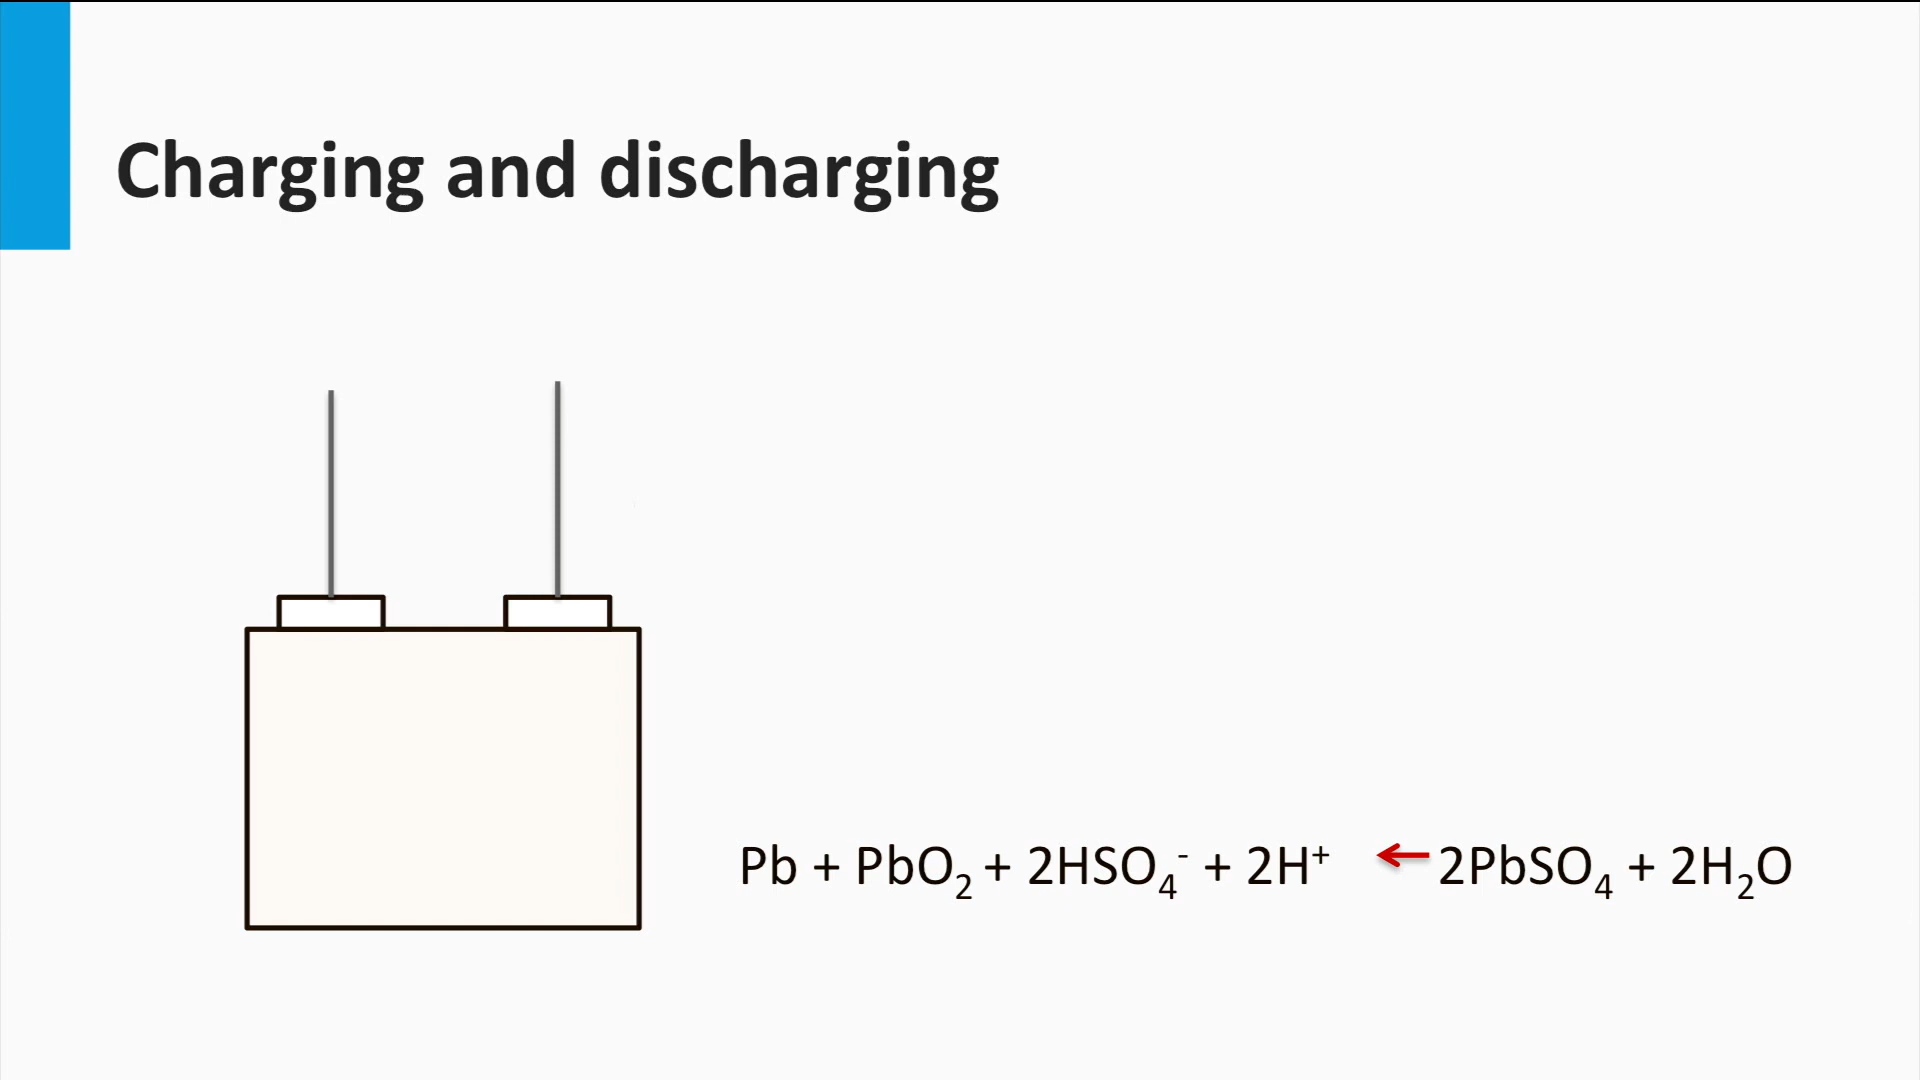 Charging and discharging
Pb + PbO₂ + 2HSO₄⁻ + 2H⁺ ← 2PbSO₄ + 2H₂O